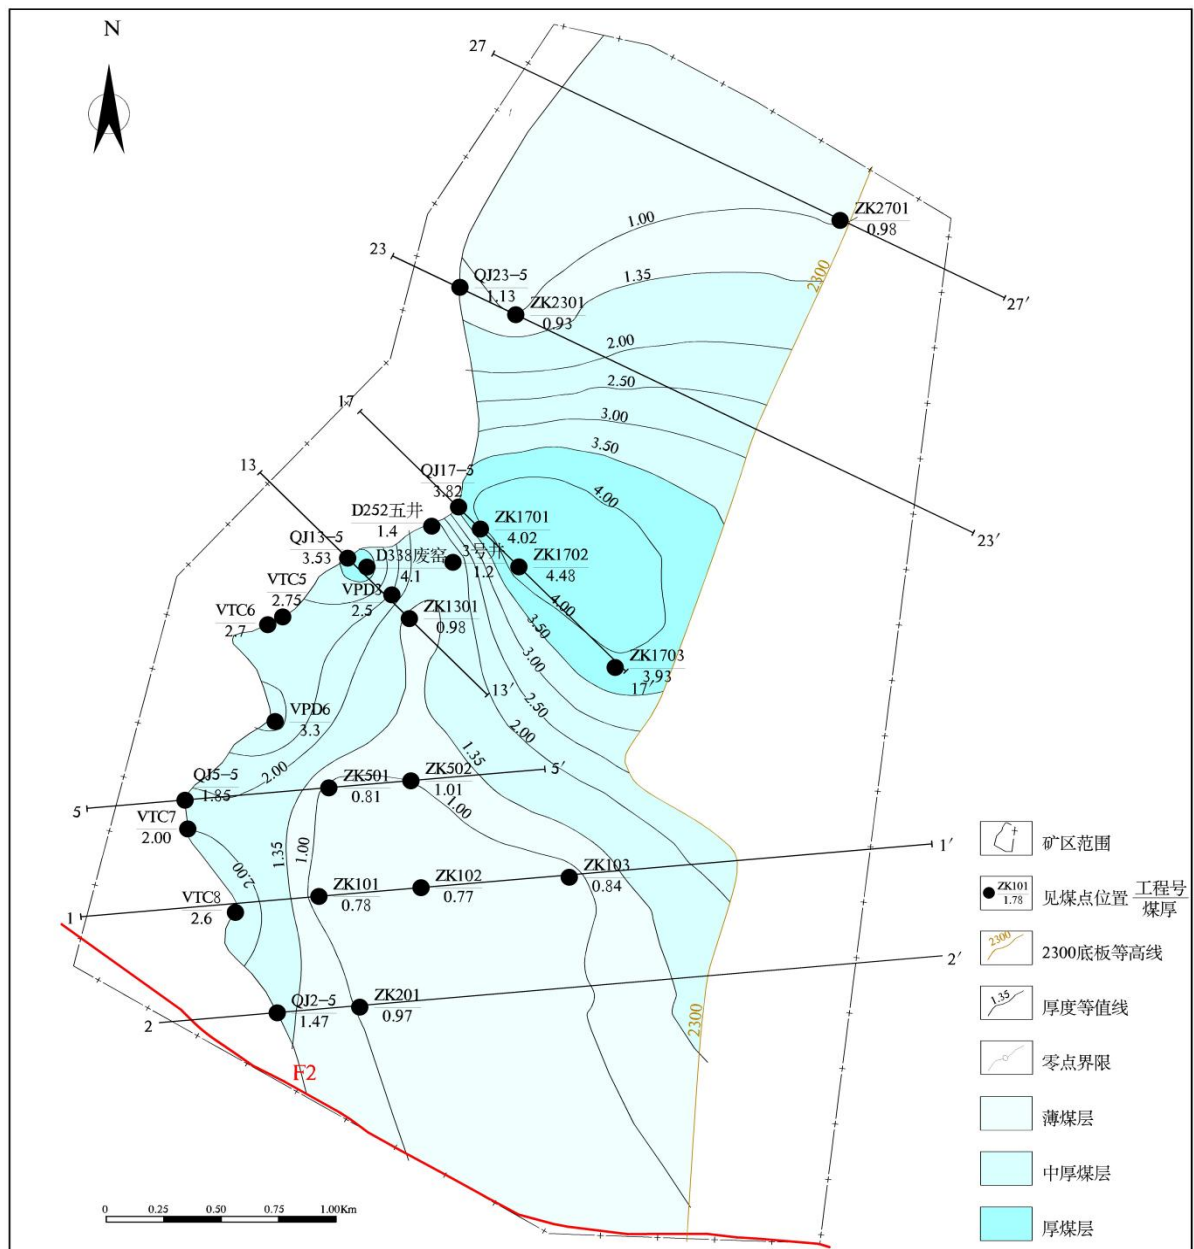 N
27
ZK2701
0.98
27′
1.00
1.35
2300
23
QJ23-5
1.13
ZK2301
0.93
23′
2.00
2.50
3.00
3.50
4.00
17
QJ17-5
3.82
13
D252五井
1.4
ZK1701
4.02
QJ13-5
3.53
D338废窑
4.1
3号井
1.2
ZK1702
4.48
VTC5
2.75
VPD3
2.5
4.00
VTC6
2.7
ZK1301
0.98
3.50
3.00
ZK1703
3.93
17′
13′
2.50
VPD6
3.3
2.00
1.35
2.00
QJ5-5
1.85
ZK501
0.81
ZK502
1.01
5′
5
VTC7
2.00
1.00
1.35
1.00
1′
ZK103
0.84
2.00
ZK101
0.78
ZK102
0.77
VTC8
2.6
1
2′
QJ2-5
1.47
ZK201
0.97
2
2300
F2
0 0.25 0.50 0.75 1.00Km
矿区范围
ZK101
1.78
见煤点位置 工程号
煤厚
2300
2300底板等高线
1.35
厚度等值线
零点界限
薄煤层
中厚煤层
厚煤层